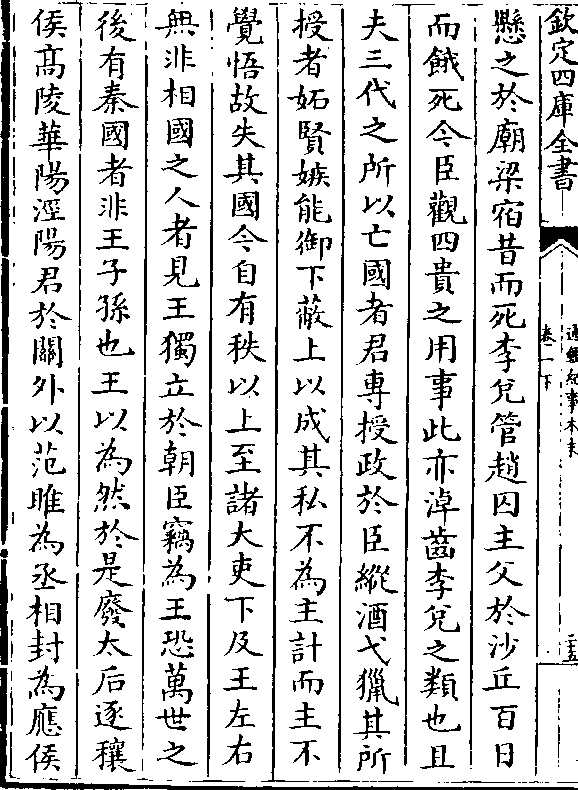 欽定四庫全書
通鑑紀事本末
卷一下
二五
懸之於廟梁宿昔而死李兊管趙囚主父於沙丘百日
而餓死今臣觀四貴之用事此亦淖齒李兊之類也且
夫三代之所以亡國者君專授政於臣縱酒弋獵其所
授者妬賢嫉能御下蔽上以成其私不為主計而主不
覺悟故失其國今自有秩以上至諸大吏下及王左右
無非相國之人者見王獨立於朝臣竊為王恐萬世之
後有秦國者非王子孫也王以為然於是廢太后逐穰
侯髙陵華陽涇陽君於關外以范雎為丞相封為應侯